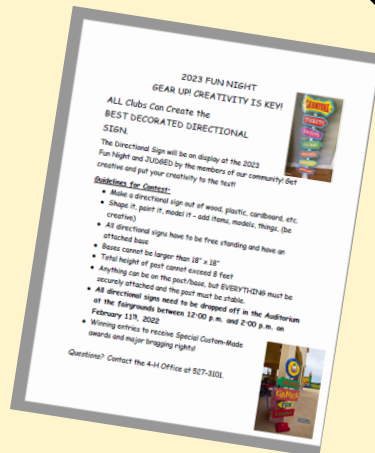 2023 FUN NIGHT
GEAR UP! CREATIVITY IS KEY!
ALL Clubs Can Create the
BEST DECORATED DIRECTIONAL
SIGN.
The Directional Sign will be on display at the 2023
Fun Night and JUDGED by the members of our community! Get
creative and put your creativity to the test!
Guidelines for Contest:
• Make a directional sign out of wood, plastic, cardboard, etc.
• Shape it, paint it, model it – add items, models, things, (be
creative)
• All directional signs have to be free standing and have an
attached base
• Bases cannot be larger than 18" x 18"
• Total height of post cannot exceed 8 feet
• Anything can be on the post/base, but EVERYTHING must be
securely attached and the post must be stable.
• All directional signs need to be dropped off in the Auditorium
at the fairgrounds between 12:00 p.m. and 2:00 p.m. on
February 11th, 2022
• Winning entries to receive Special Custom-Made
awards and major bragging rights!
Questions? Contact the 4-H Office at 527-3101.
TICKETS
GAMES